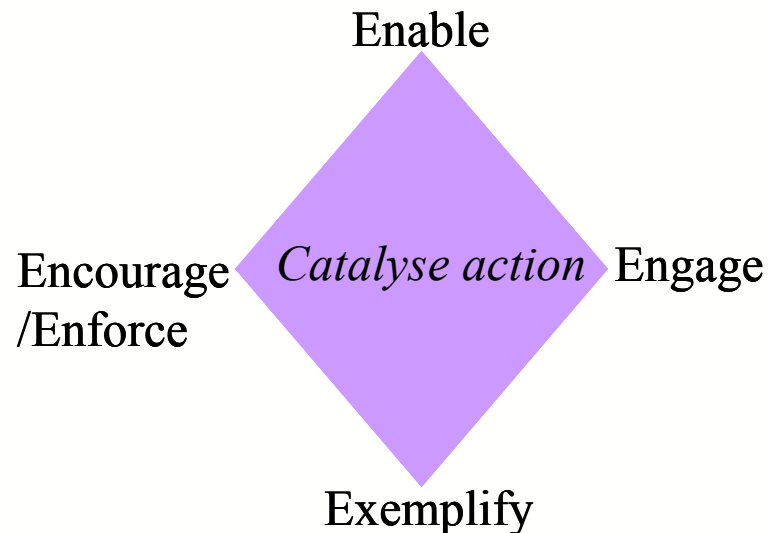 Enable
Encourage
/Enforce
Catalyse action
Engage
Exemplify